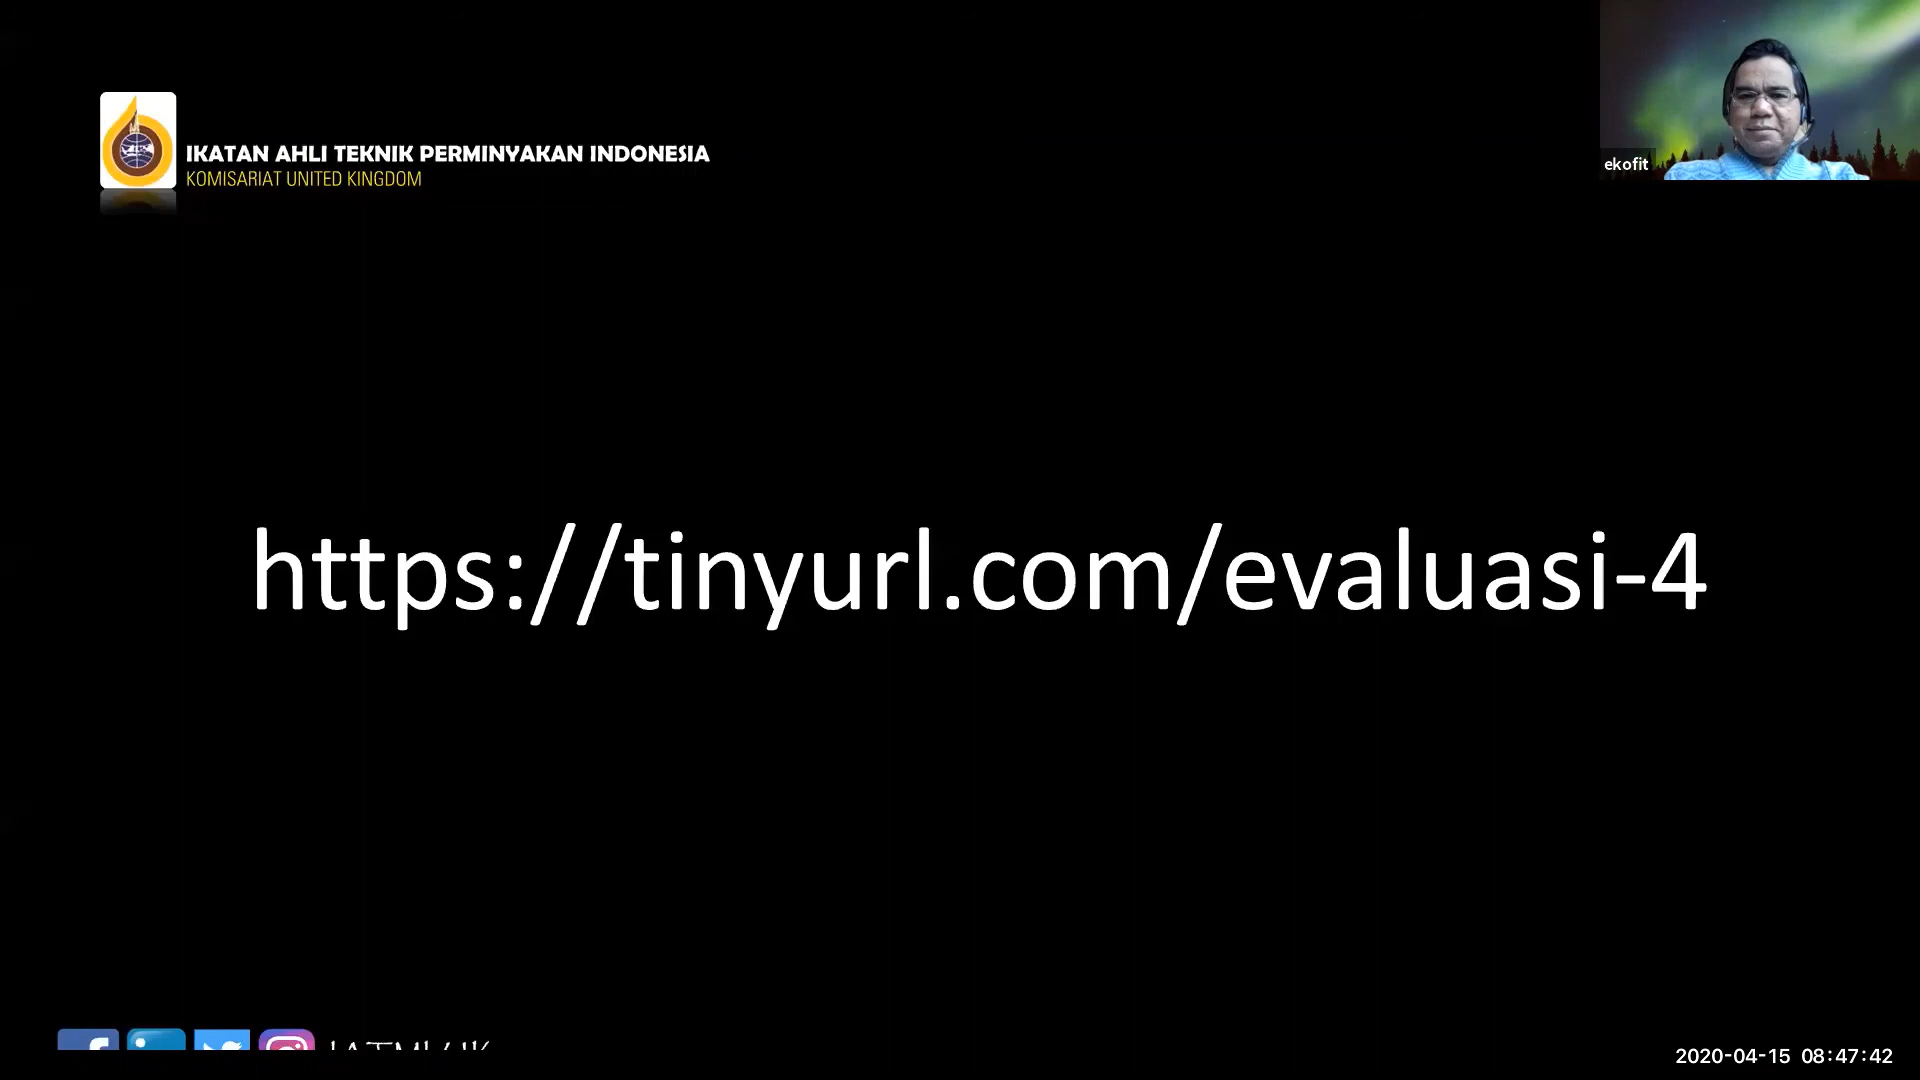 IKATAN AHLI TEKNIK PERMINYAKAN INDONESIA
KOMISARIAT UNITED KINGDOM
ekofit
https://tinyurl.com/evaluasi-4
2020-04-15 08:47:42